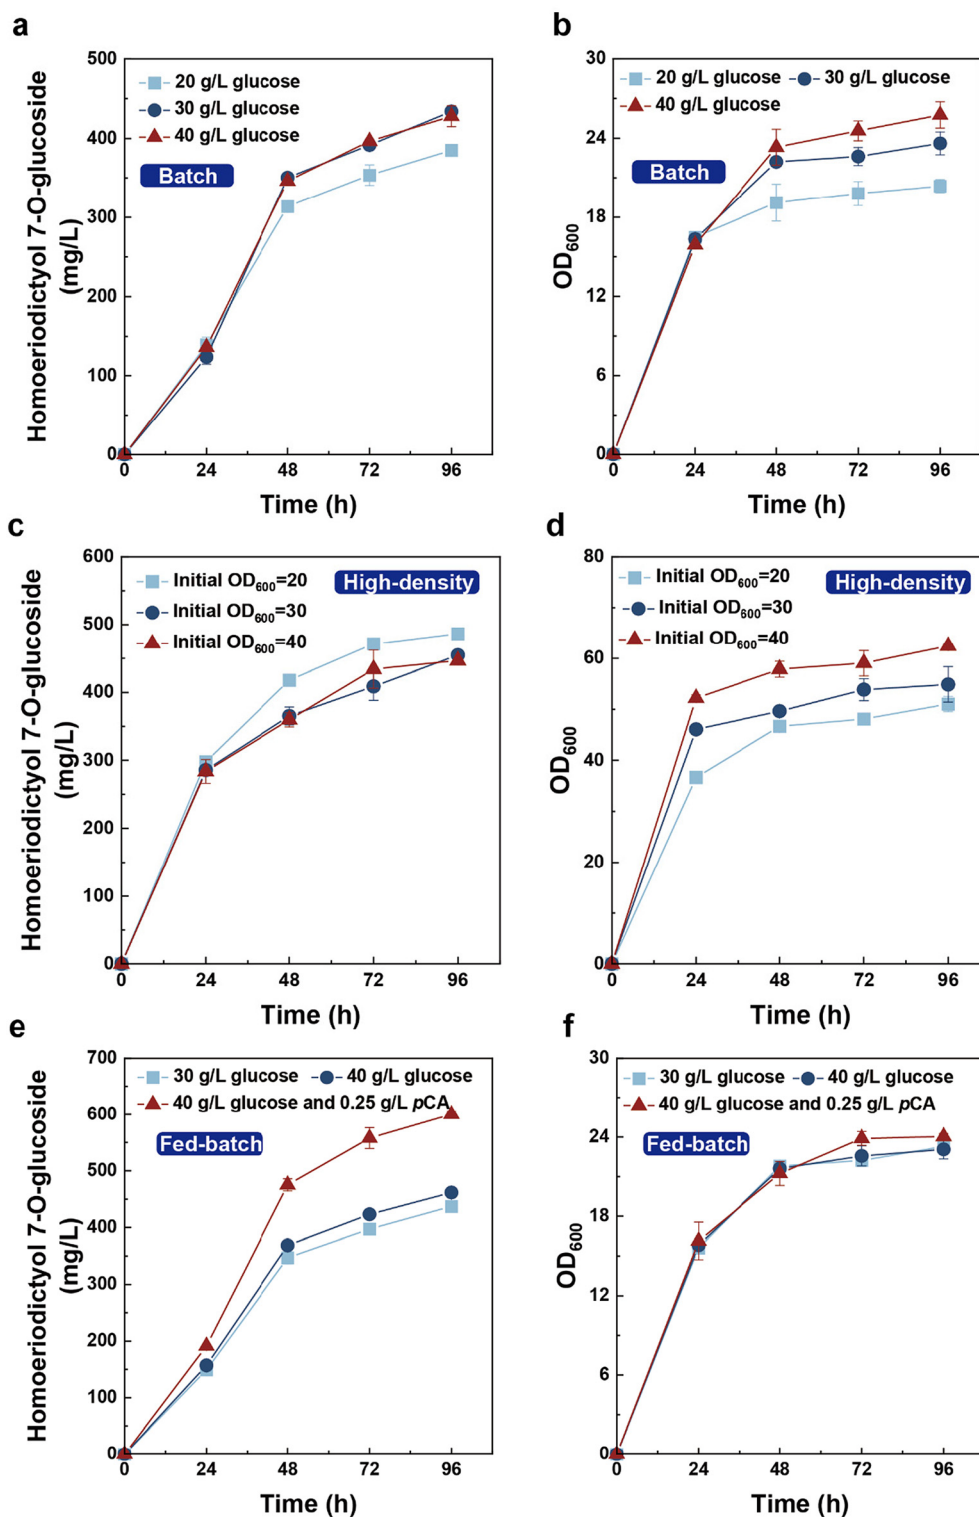 a
Homoeriodictyol 7-O-glucoside
(mg/L)
500
400
300
200
100
0
20 g/L glucose
30 g/L glucose
40 g/L glucose
Batch
0 24 48 72 96
Time (h)
b
OD600
30
24
18
12
6
0
20 g/L glucose 30 g/L glucose
40 g/L glucose
Batch
0 24 48 72 96
Time (h)
c
Homoeriodictyol 7-O-glucoside
(mg/L)
600
500
400
300
200
100
0
Initial OD600=20
Initial OD600=30
Initial OD600=40
High-density
0 24 48 72 96
Time (h)
d
OD600
80
60
40
20
0
Initial OD600=20
Initial OD600=30
Initial OD600=40
High-density
0 24 48 72 96
Time (h)
e
Homoeriodictyol 7-O-glucoside
(mg/L)
700
600
500
400
300
200
100
0
30 g/L glucose 40 g/L glucose
40 g/L glucose and 0.25 g/L pCA
Fed-batch
0 24 48 72 96
Time (h)
f
OD600
30
24
18
12
6
0
30 g/L glucose 40 g/L glucose
40 g/L glucose and 0.25 g/L pCA
Fed-batch
0 24 48 72 96
Time (h)